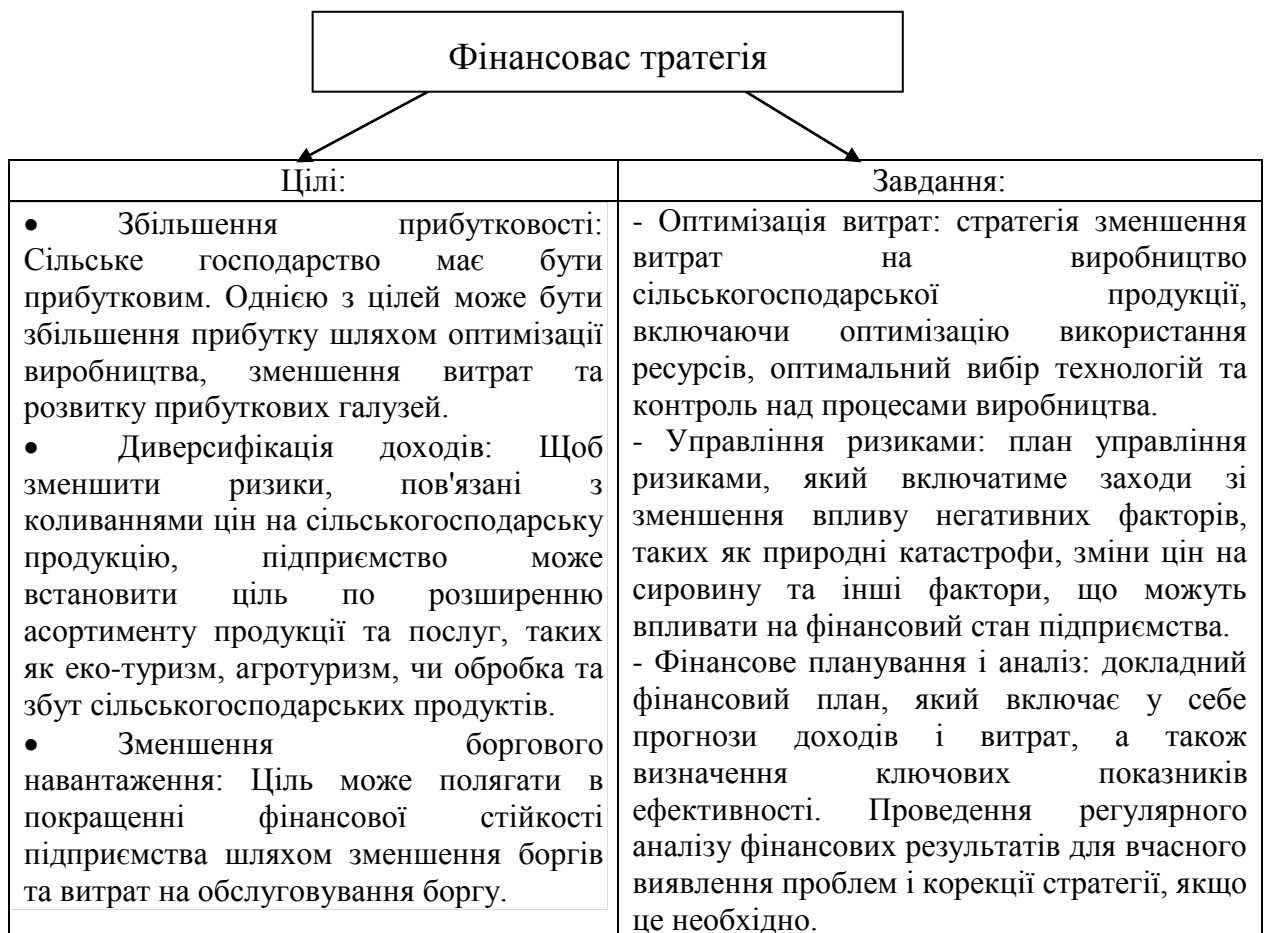 Фінансовас тратегія
Цілі:
• Збільшення прибутковості:
Сільське господарство має бути
прибутковим. Однією з цілей може бути
збільшення прибутку шляхом оптимізації
виробництва, зменшення витрат та
розвитку прибуткових галузей.
• Диверсифікація доходів: Щоб
зменшити ризики, пов'язані з
коливаннями цін на сільськогосподарську
продукцію, підприємство може
встановити ціль по розширенню
асортименту продукції та послуг, таких
як еко-туризм, агротуризм, чи обробка та
збут сільськогосподарських продуктів.
• Зменшення боргового
навантаження: Ціль може полягати в
покращенні фінансової стійкості
підприємства шляхом зменшення боргів
та витрат на обслуговування боргу.
Завдання:
- Оптимізація витрат: стратегія зменшення
витрат на виробництво
сільськогосподарської продукції,
включаючи оптимізацію використання
ресурсів, оптимальний вибір технологій та
контроль над процесами виробництва.
- Управління ризиками: план управління
ризиками, який включатиме заходи зі
зменшення впливу негативних факторів,
таких як природні катастрофи, зміни цін на
сировину та інші фактори, що можуть
впливати на фінансовий стан підприємства.
- Фінансове планування і аналіз: докладний
фінансовий план, який включає у себе
прогнози доходів і витрат, а також
визначення ключових показників
ефективності. Проведення регулярного
аналізу фінансових результатів для вчасного
виявлення проблем і корекції стратегії, якщо
це необхідно.